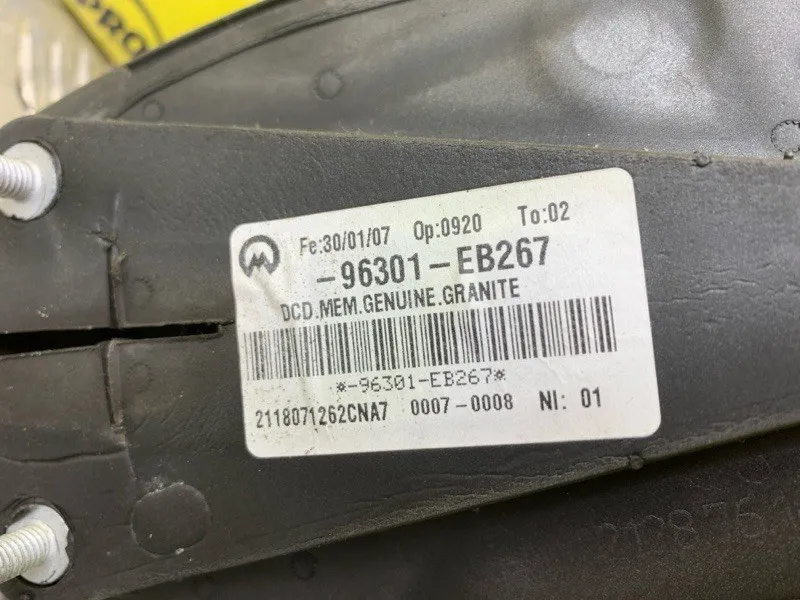 PRO
Fe:30/01/07 Op:0920 To:02
-96301-EB267
DCD.MEM.GENUINE.GRANITE
*-96301-EB267*
2118071262CNA7 0007-0008 NI: 01